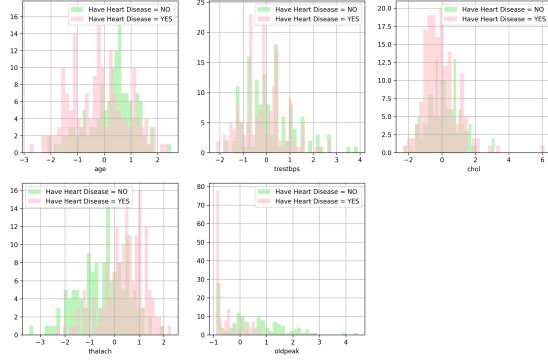 Have Heart Disease = NO
Have Heart Disease = YES
16
14
12
10
8
6
4
2
0
−3 −2 −1 0 1 2
age
Have Heart Disease = NO
Have Heart Disease = YES
25
20
15
10
5
0
−2 −1 0 1 2 3 4
trestbps
Have Heart Disease = NO
Have Heart Disease = YES
20.0
17.5
15.0
12.5
10.0
7.5
5.0
2.5
0.0
−2 0 2 4 6
chol
Have Heart Disease = NO
Have Heart Disease = YES
16
14
12
10
8
6
4
2
0
−3 −2 −1 0 1 2
thalach
Have Heart Disease = NO
Have Heart Disease = YES
80
70
60
50
40
30
20
10
0
−1 0 1 2 3 4
oldpeak